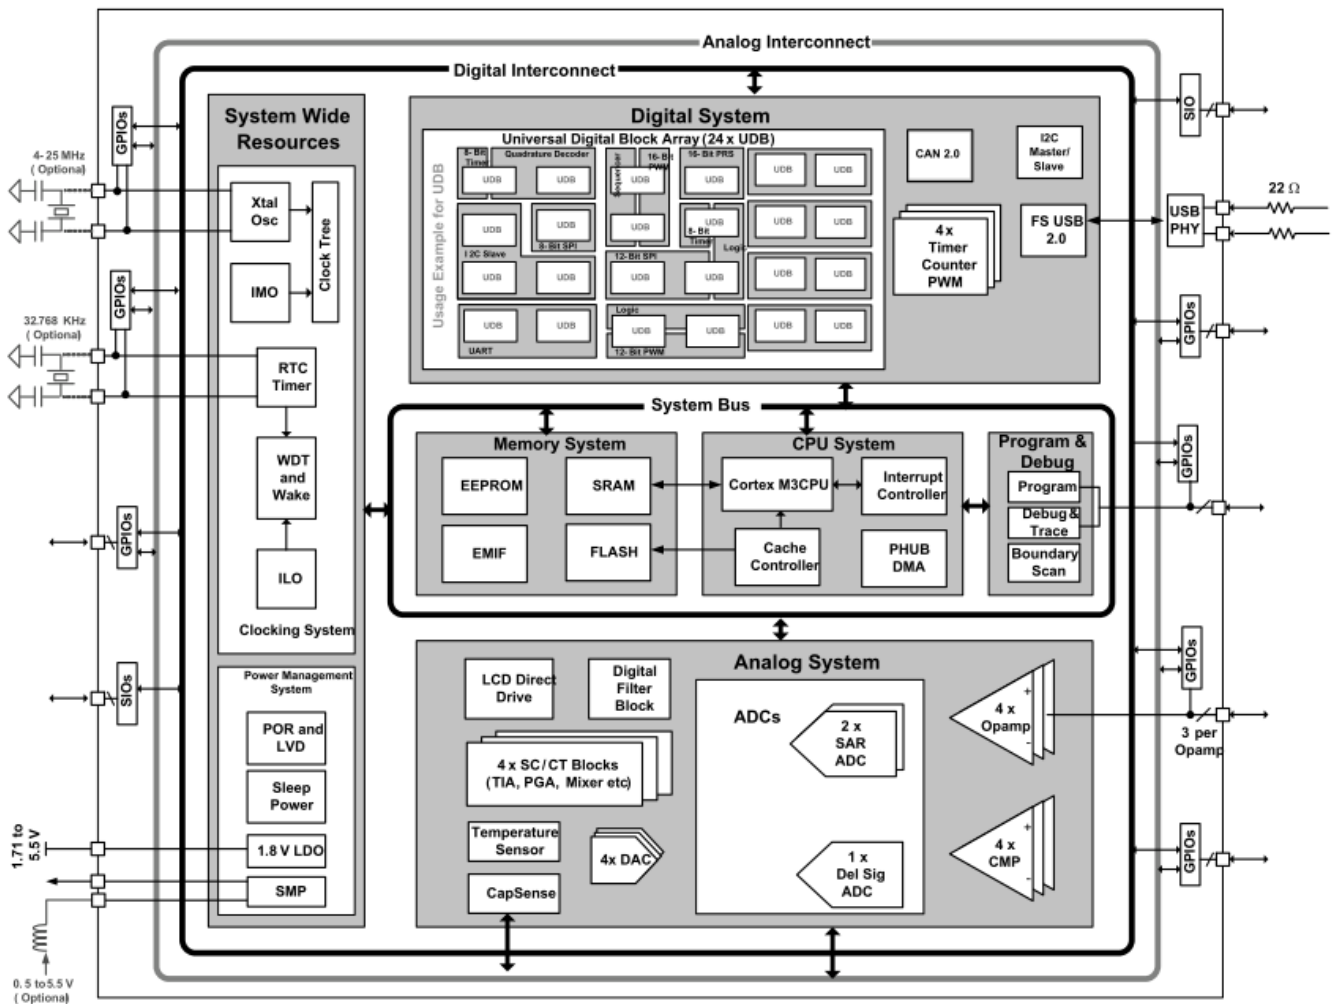 Analog Interconnect
Digital Interconnect
System Wide
Resources
Xtal
Osc
Clock Tree
IMO
RTC
Timer
WDT
and
Wake
ILO
Clocking System
Power Management
System
POR and
LVD
Sleep
Power
1.8 V LDO
SMP
GPIOs
4- 25 MHz
( Optional)
GPIOs
32.768 KHz
( Optional)
GPIOs
SIOs
1.71 to
5.5 V
0. 5 to 5.5 V
( Optional)
Digital System
Universal Digital Block Array (24 x UDB)
Usage Example for UDB
8- Bit
Timer
Quadrature Decoder
Sequencer
16- Bit
PWM
16- Bit PRS
UDB
UDB
UDB
UDB
UDB
UDB
UDB
UDB
UDB
UDB
UDB
UDB
I2C Slave
8- Bit SPI
8- Bit
Timer
Logic
12- Bit SPI
UDB
UDB
UDB
UDB
UDB
UDB
Logic
UDB
UDB
UDB
UDB
UDB
UDB
UART
12- Bit PWM
CAN 2.0
I2C
Master/
Slave
4 x
Timer
Counter
PWM
FS USB
2.0
System Bus
Memory System
EEPROM
SRAM
EMIF
FLASH
CPU System
Cortex M3CPU
Interrupt
Controller
Cache
Controller
PHUB
DMA
Program &
Debug
Program
Debug &
Trace
Boundary
Scan
Analog System
LCD Direct
Drive
Digital
Filter
Block
4 x SC/CT Blocks
(TIA, PGA, Mixer etc)
Temperature
Sensor
4x DAC
CapSense
ADCs
2 x
SAR
ADC
1 x
Del Sig
ADC
+
4 x
Opamp
-
+
4 x
CMP
-
SIO
USB
PHY
22 Ω
GPIOs
GPIOs
GPIOs
3 per
Opamp
GPIOs